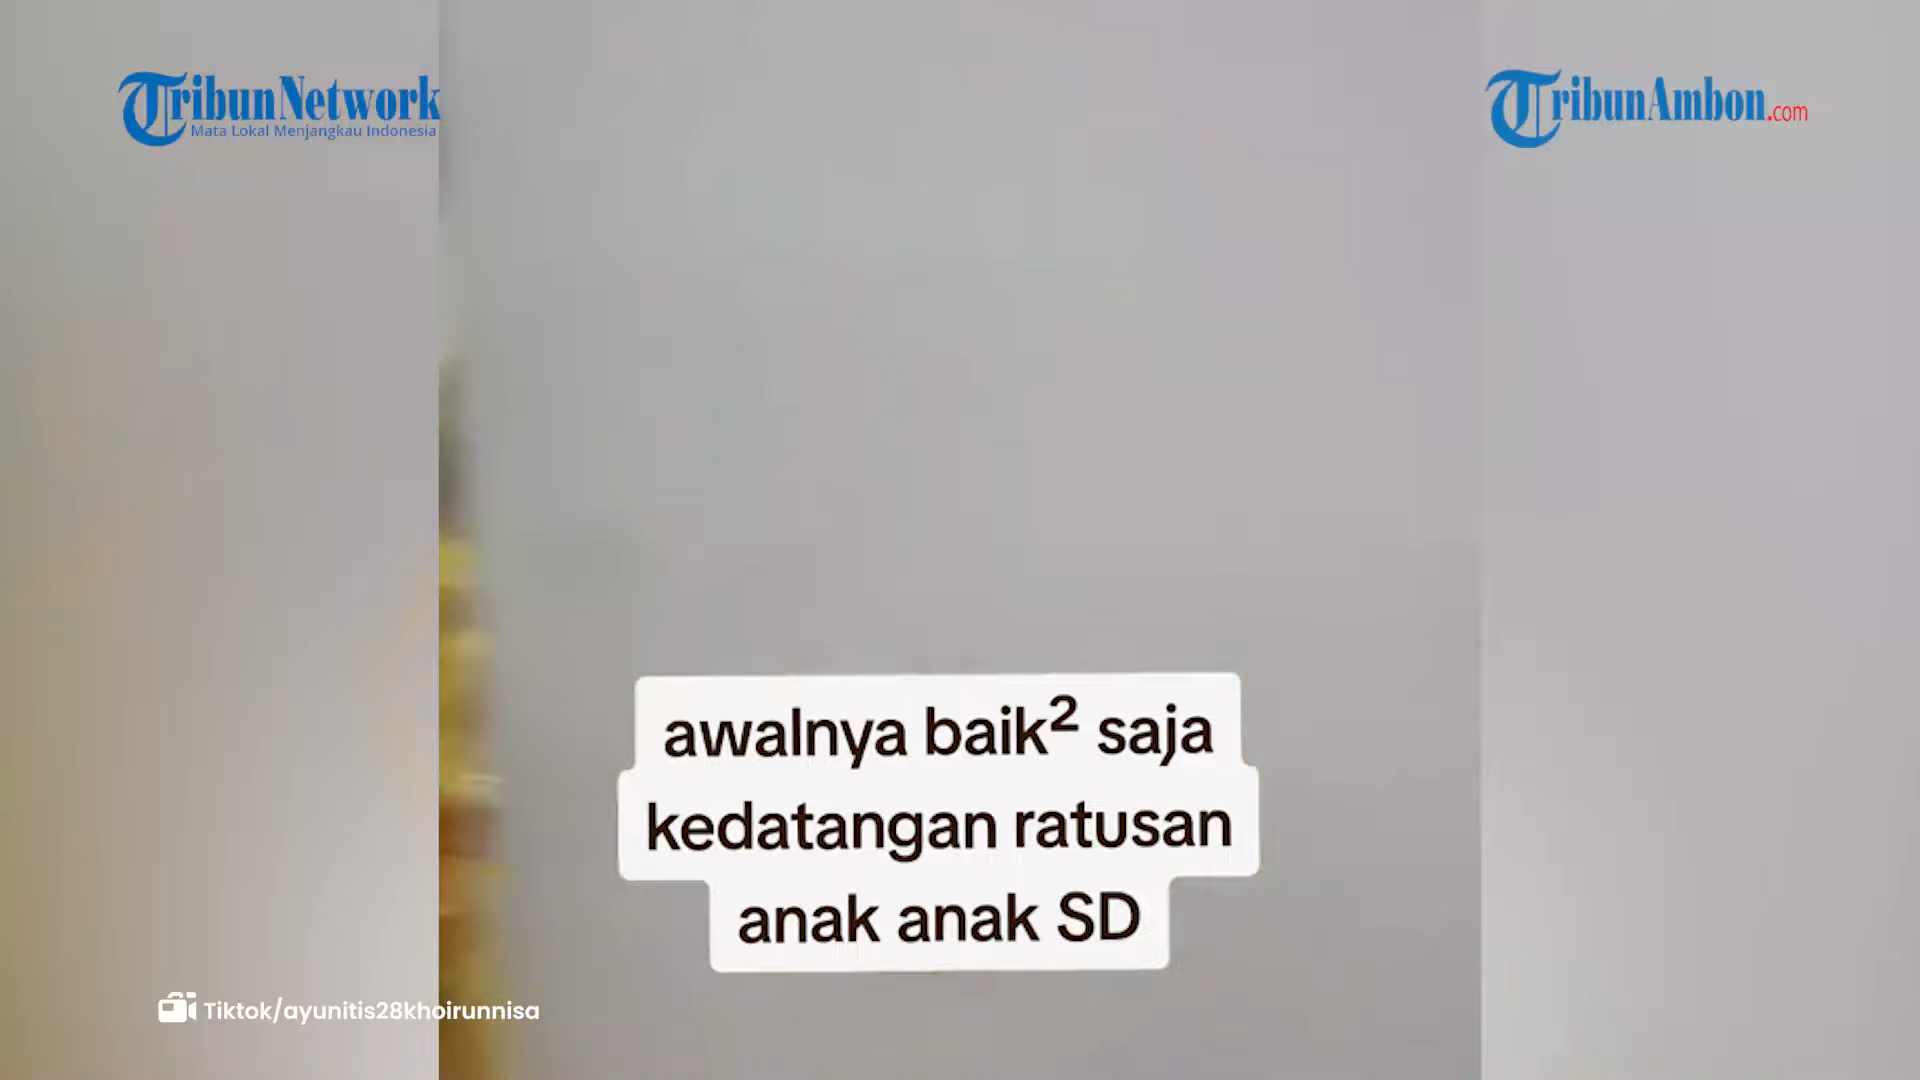 TribunNetwork
Mata Lokal Menjangkau Indonesia
TribunAmbon.com
awalnya baik² saja
kedatangan ratusan
anak anak SD
Tiktok/ayunitis28khoirunnisa